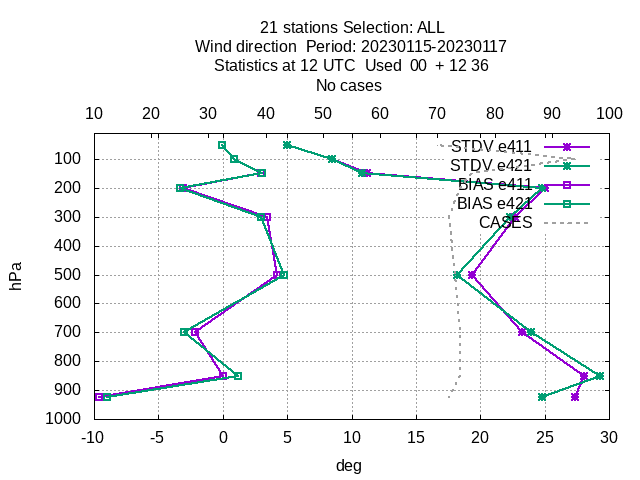 21 stations Selection: ALL
Wind direction  Period: 20230115-20230117
Statistics at 12 UTC  Used  00  + 12 36
No cases
10 20 30 40 50 60 70 80 90 100
STDV e411
100
STDV e421
BIAS e411
200
BIAS e421
300
CASES
400
hPa
500
600
700
800
900
1000
-10 -5 0 5 10 15 20 25 30
deg